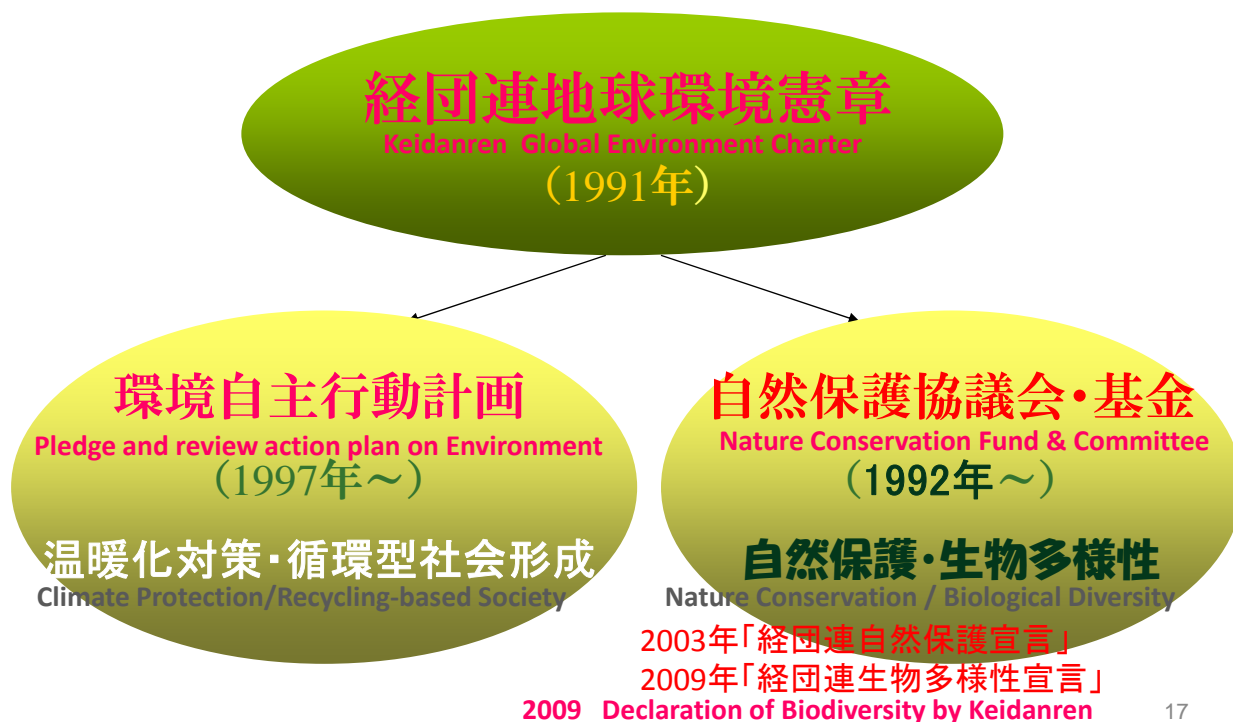 経団連地球環境憲章
Keidanren Global Environment Charter
(1991年)
環境自主行動計画
Pledge and review action plan on Environment
(1997年～)
温暖化対策・循環型社会形成
Climate Protection/Recycling-based Society
自然保護協議会・基金
Nature Conservation Fund & Committee
(1992年～)
自然保護・生物多様性
Nature Conservation / Biological Diversity
2003年「経団連自然保護宣言」
2009年「経団連生物多様性宣言」
2009 Declaration of Biodiversity by Keidanren
17